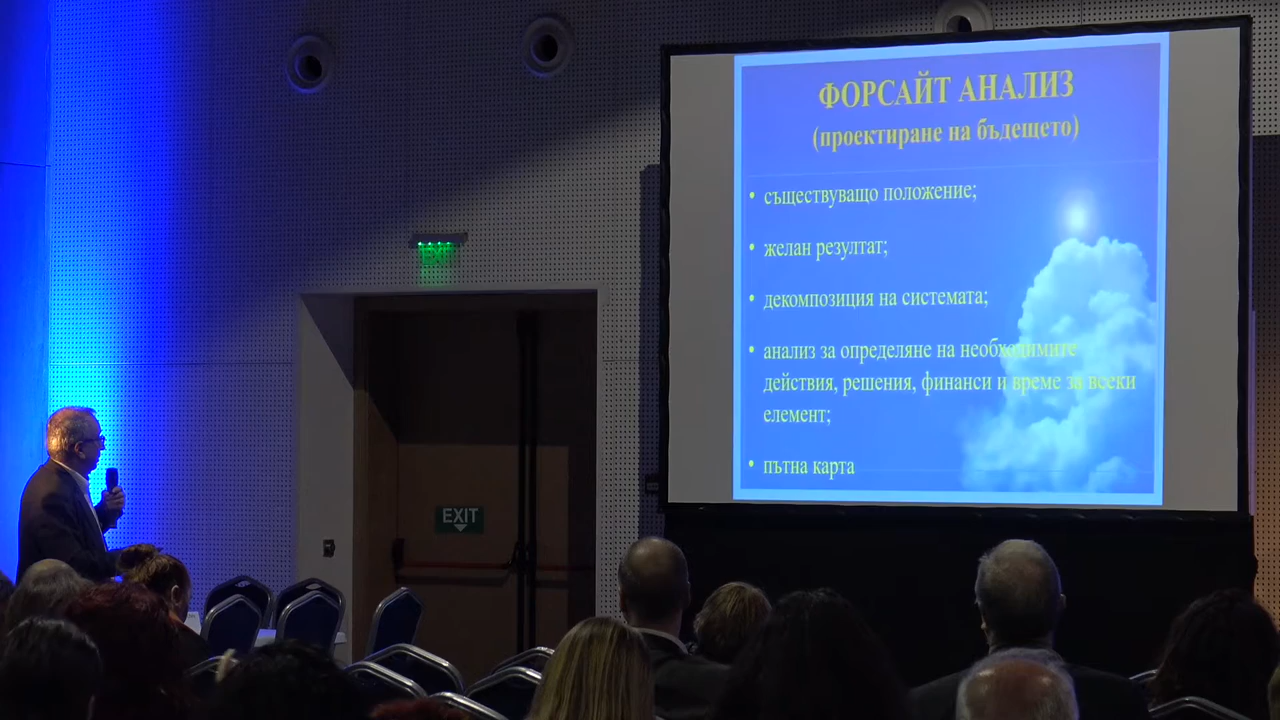 ФОРСАЙТ АНАЛИЗ
(проектиране на бъдещето)
• съществуващо положение;
• желан резултат;
• декомпозиция на системата;
• анализ за определяне на необходимите
действия, решения, финанси и време за всеки
елемент;
• пътна карта
EXIT
EXIT